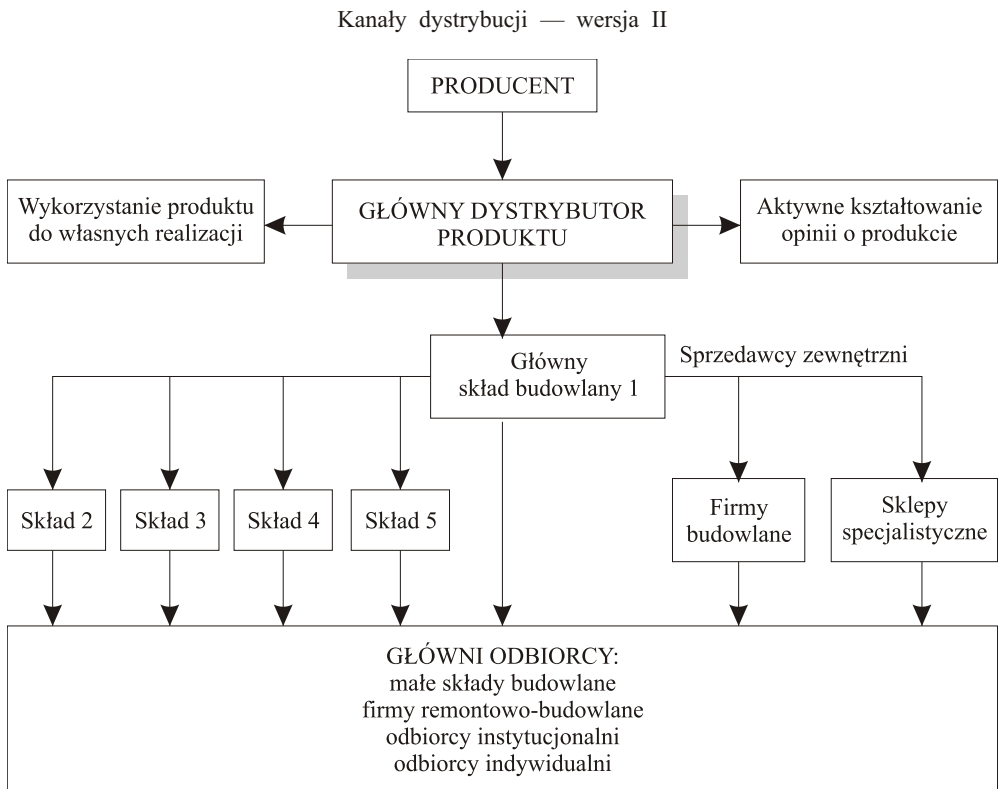 Kanały dystrybucji — wersja II
PRODUCENT
Wykorzystanie produktu
do własnych realizacji
GŁÓWNY DYSTRYBUTOR
PRODUKTU
Aktywne kształtowanie
opinii o produkcie
Główny
skład budowlany 1
Sprzedawcy zewnętrzni
Skład 2
Skład 3
Skład 4
Skład 5
Firmy
budowlane
Sklepy
specjalistyczne
GŁÓWNI ODBIORCY:
małe składy budowlane
firmy remontowo-budowlane
odbiorcy instytucjonalni
odbiorcy indywidualni